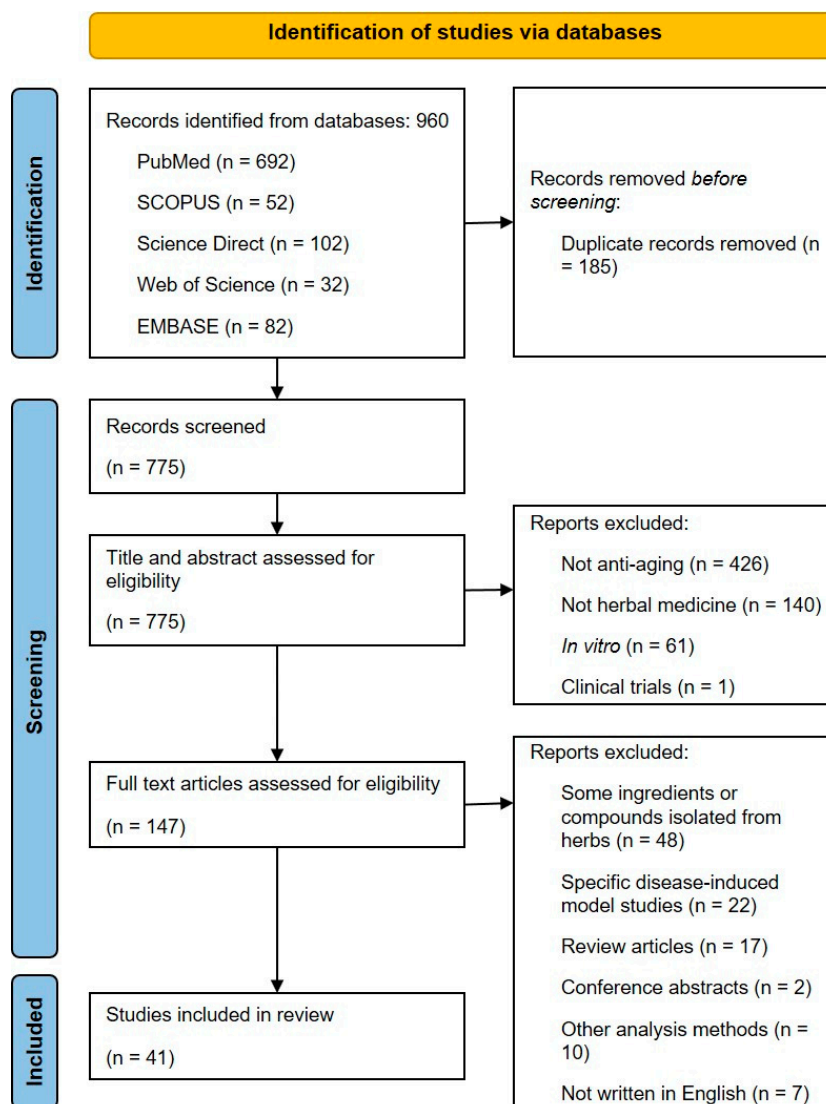 Identification of studies via databases
Identification
Records identified from databases: 960
PubMed (n = 692)
SCOPUS (n = 52)
Science Direct (n = 102)
Web of Science (n = 32)
EMBASE (n = 82)
Records removed before
screening:
Duplicate records removed (n
= 185)
Screening
Records screened
(n = 775)
Title and abstract assessed for
eligibility
(n = 775)
Reports excluded:
Not anti-aging (n = 426)
Not herbal medicine (n = 140)
In vitro (n = 61)
Clinical trials (n = 1)
Full text articles assessed for eligibility
(n = 147)
Reports excluded:
Some ingredients or
compounds isolated from
herbs (n = 48)
Specific disease-induced
model studies (n = 22)
Review articles (n = 17)
Conference abstracts (n = 2)
Other analysis methods (n =
10)
Not written in English (n = 7)
Included
Studies included in review
(n = 41)